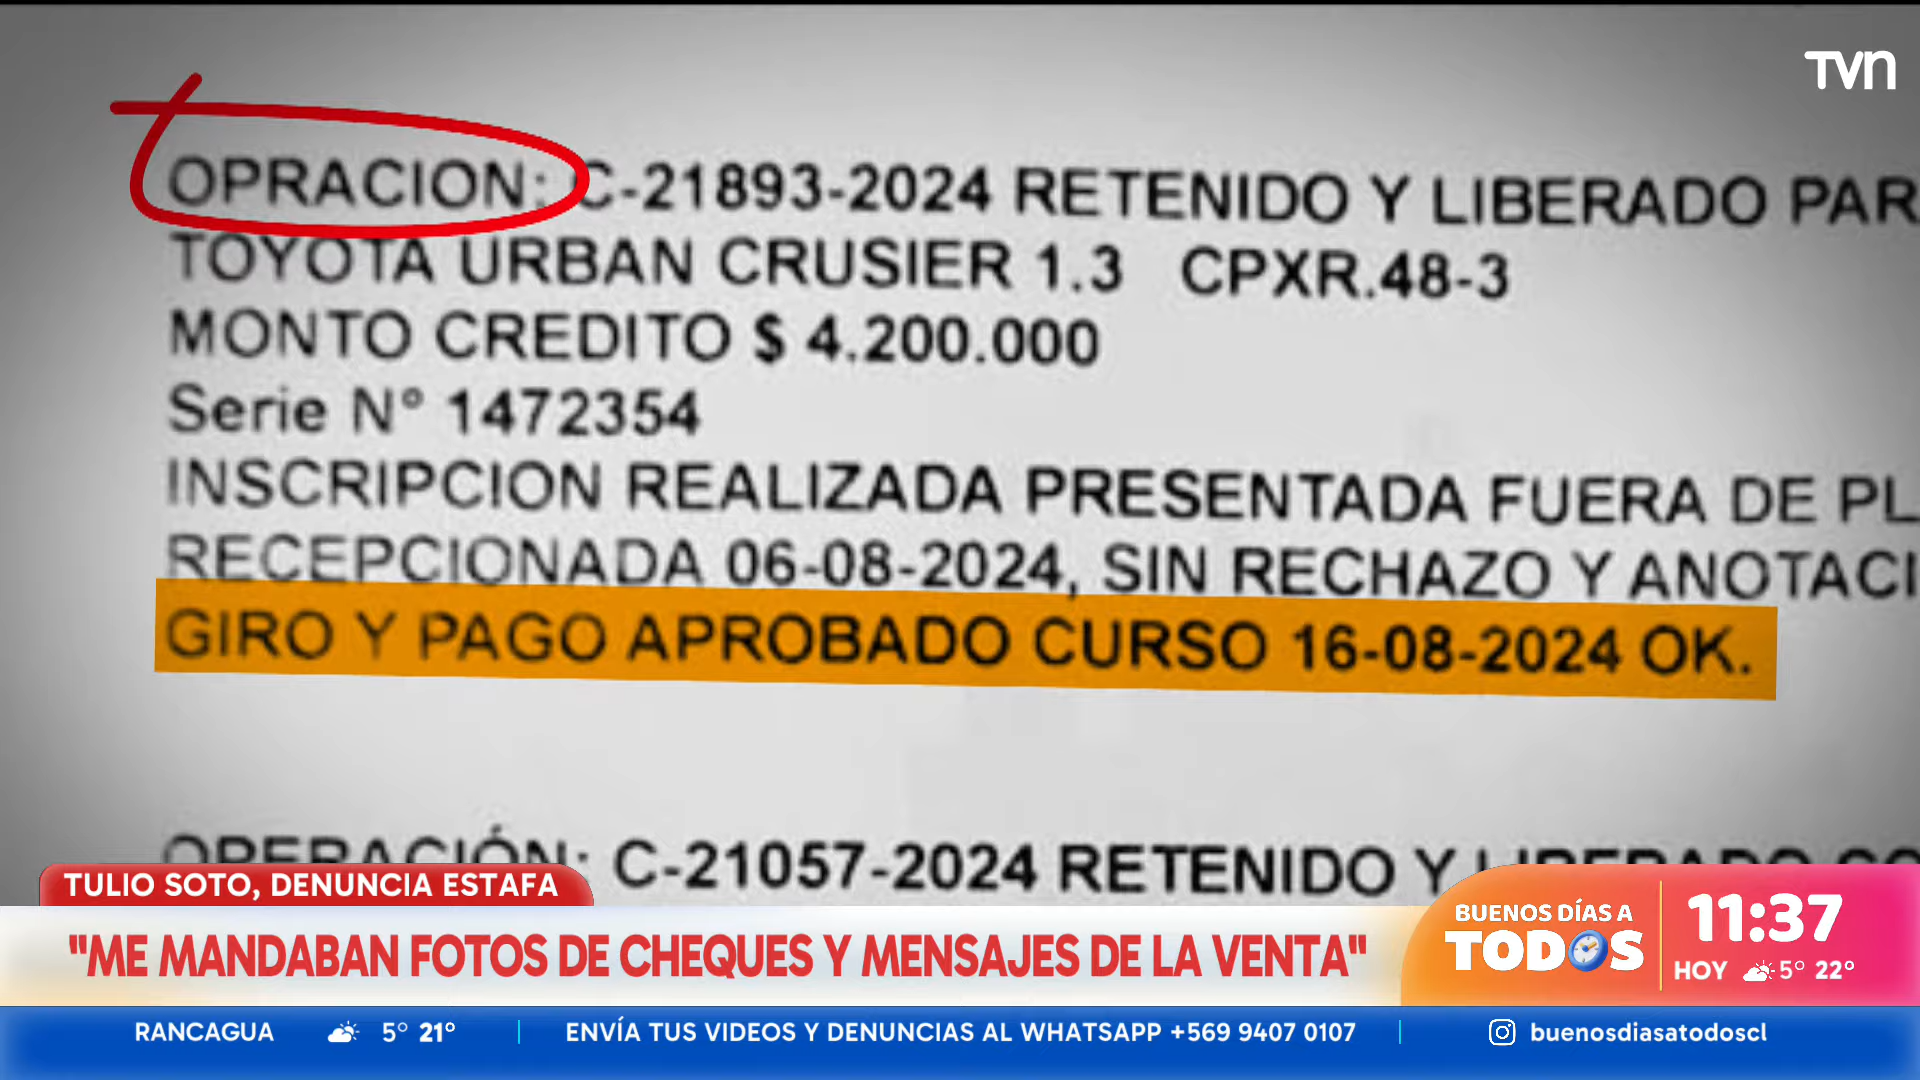 TVN
OPRACION: C-21893-2024 RETENIDO Y LIBERADO PAR
TOYOTA URBAN CRUSIER 1.3 CPXR.48-3
MONTO CREDITO $ 4.200.000
Serie N° 1472354
INSCRIPCION REALIZADA PRESENTADA FUERA DE PL
RECEPCIONADA 06-08-2024, SIN RECHAZO Y ANOTACI
GIRO Y PAGO APROBADO CURSO 16-08-2024 OK.
OPERACIÓN: C-21057-2024 RETENIDO Y LIBERADO CO
TULIO SOTO, DENUNCIA ESTAFA
"ME MANDABAN FOTOS DE CHEQUES Y MENSAJES DE LA VENTA"
BUENOS DÍAS A
TODOS
11:37
HOY 5° 22°
RANCAGUA 5° 21° ENVÍA TUS VIDEOS Y DENUNCIAS AL WHATSAPP +569 9407 0107 buenosdiasatodoscl